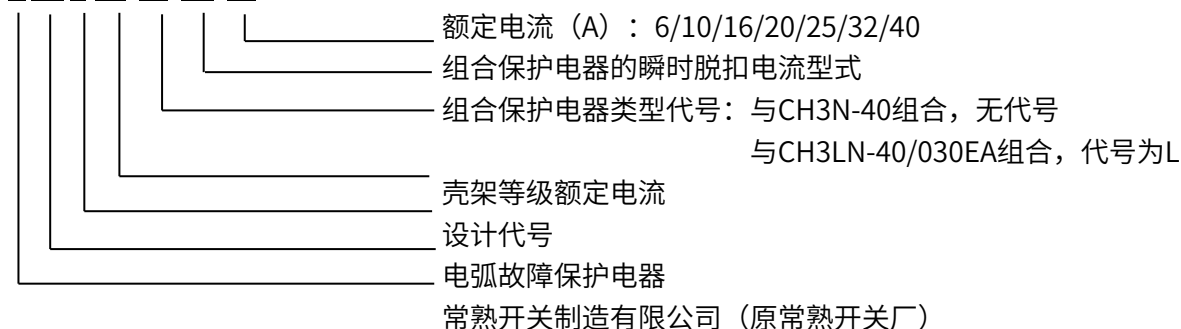 额定电流（A）：6/10/16/20/25/32/40
组合保护电器的瞬时脱扣电流型式
组合保护电器类型代号：与CH3N-40组合，无代号
与CH3LN-40/030EA组合，代号为L
壳架等级额定电流
设计代号
电弧故障保护电器
常熟开关制造有限公司（原常熟开关厂）